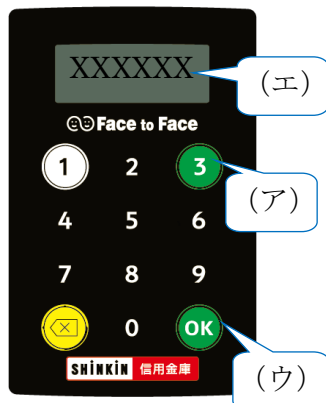 XXXXXX
(エ)
Face to Face
1 2 3
(ア)
4 5 6
7 8 9
0 OK
SHiNKiN 信用金庫
(ウ)